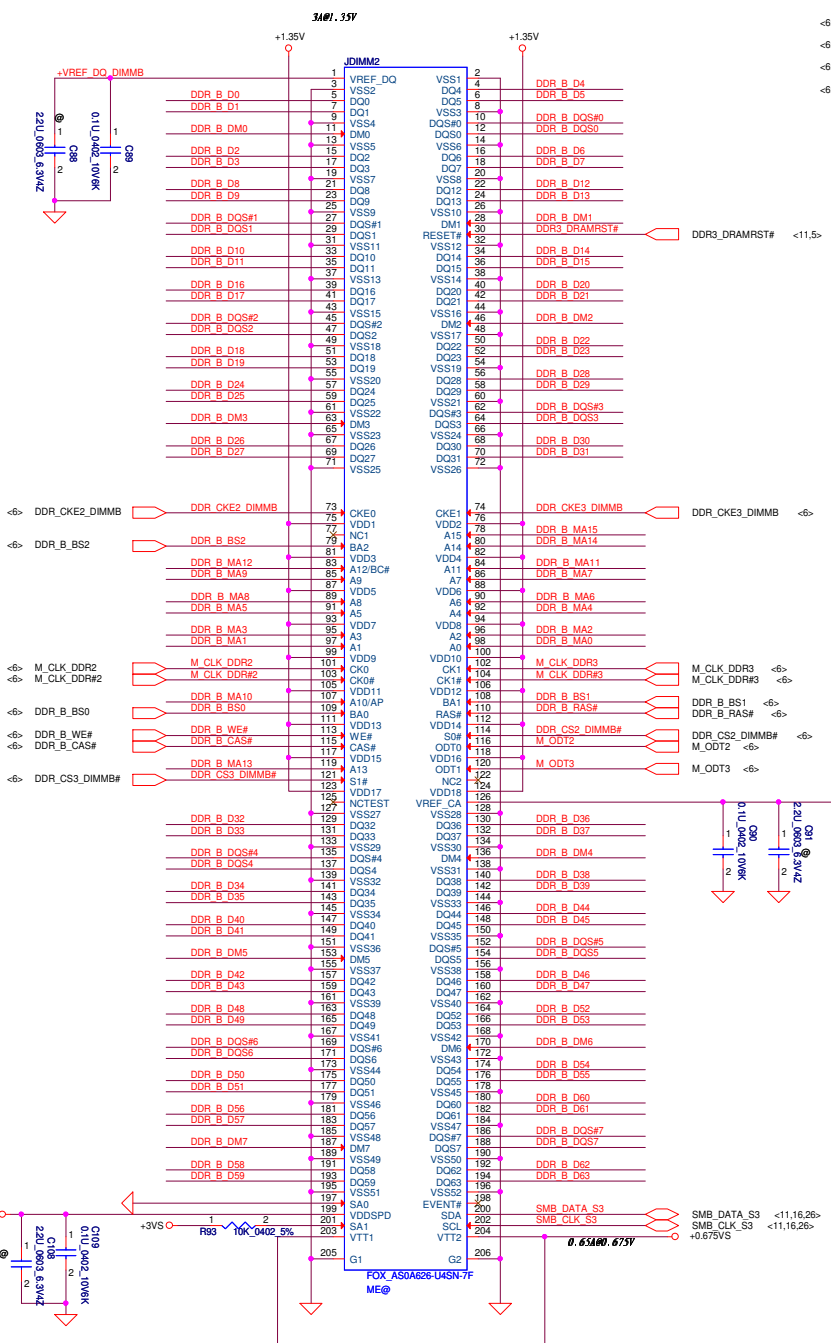 3A@1.35V
<6
<6
<6
<6
+1.35V +1.35V
JDIMM2
+VREF_DQ_DIMMB 1 VREF_DQ VSS1 2
3 VSS2 DQ4 4 DDR_B_D4
DDR_B_D0 5 DQ0 DQ5 6 DDR_B_D5
DDR_B_D1 7 DQ1 VSS3 8
9 VSS4 DQS#0 10 DDR_B_DQS#0
DDR_B_DM0 11 DM0 DQS0 12 DDR_B_DQS0
13 VSS5 VSS6 14
DDR_B_D2 15 DQ2 DQ6 16 DDR_B_D6
DDR_B_D3 17 DQ3 DQ7 18 DDR_B_D7
19 VSS7 VSS8 20
DDR_B_D8 21 DQ8 DQ12 22 DDR_B_D12
DDR_B_D9 23 DQ9 DQ13 24 DDR_B_D13
25 VSS9 VSS10 26
DDR_B_DQS#1 27 DQS#1 DM1 28 DDR_B_DM1
DDR_B_DQS1 29 DQS1 RESET# 30 DDR3_DRAMRST# DDR3_DRAMRST# <11,5>
31 VSS11 VSS12 32
DDR_B_D10 33 DQ10 DQ14 34 DDR_B_D14
DDR_B_D11 35 DQ11 DQ15 36 DDR_B_D15
37 VSS13 VSS14 38
DDR_B_D16 39 DQ16 DQ20 40 DDR_B_D20
DDR_B_D17 41 DQ17 DQ21 42 DDR_B_D21
43 VSS15 VSS16 44
DDR_B_DQS#2 45 DQS#2 DM2 46 DDR_B_DM2
DDR_B_DQS2 47 DQS2 VSS17 48
49 VSS18 DQ22 50 DDR_B_D22
DDR_B_D18 51 DQ18 DQ23 52 DDR_B_D23
DDR_B_D19 53 DQ19 VSS19 54
55 VSS20 DQ28 56 DDR_B_D28
DDR_B_D24 57 DQ24 DQ29 58 DDR_B_D29
DDR_B_D25 59 DQ25 VSS21 60
61 VSS22 DQS#3 62 DDR_B_DQS#3
DDR_B_DM3 63 DM3 DQS3 64 DDR_B_DQS3
65 VSS23 VSS24 66
DDR_B_D26 67 DQ26 DQ30 68 DDR_B_D30
DDR_B_D27 69 DQ27 DQ31 70 DDR_B_D31
71 VSS25 VSS26 72
<6> DDR_CKE2_DIMMB DDR_CKE2_DIMMB 73 CKE0 CKE1 74 DDR_CKE3_DIMMB DDR_CKE3_DIMMB <6>
75 VDD1 VDD2 76
77 NC1 A15 78 DDR_B_MA15
<6> DDR_B_BS2 DDR_B_BS2 79 BA2 A14 80 DDR_B_MA14
81 VDD3 VDD4 82
DDR_B_MA12 83 A12/BC# A11 84 DDR_B_MA11
DDR_B_MA9 85 A9 A7 86 DDR_B_MA7
87 VDD5 VDD6 88
DDR_B_MA8 89 A8 A6 90 DDR_B_MA6
DDR_B_MA5 91 A5 A4 92 DDR_B_MA4
93 VDD7 VDD8 94
DDR_B_MA3 95 A3 A2 96 DDR_B_MA2
DDR_B_MA1 97 A1 A0 98 DDR_B_MA0
99 VDD9 VDD10 100
<6> M_CLK_DDR2 M_CLK_DDR2 101 CK0 CK1 102 M_CLK_DDR3 M_CLK_DDR3 <6>
<6> M_CLK_DDR#2 M_CLK_DDR#2 103 CK0# CK1# 104 M_CLK_DDR#3 M_CLK_DDR#3 <6>
105 VDD11 VDD12 106
DDR_B_MA10 107 A10/AP BA1 108 DDR_B_BS1 DDR_B_BS1 <6>
<6> DDR_B_BS0 DDR_B_BS0 109 BA0 RAS# 110 DDR_B_RAS# DDR_B_RAS# <6>
111 VDD13 VDD14 112
<6> DDR_B_WE# DDR_B_WE# 113 WE# S0# 114 DDR_CS2_DIMMB# DDR_CS2_DIMMB# <6>
<6> DDR_B_CAS# DDR_B_CAS# 115 CAS# ODT0 116 M_ODT2 M_ODT2 <6>
117 VDD15 VDD16 118
DDR_B_MA13 119 A13 ODT1 120 M_ODT3 M_ODT3 <6>
<6> DDR_CS3_DIMMB# DDR_CS3_DIMMB# 121 S1# NC2 122
123 VDD17 VDD18 124
125 NCTEST VREF_CA 126
127 VSS27 VSS28 128
DDR_B_D32 129 DQ32 DQ36 130 DDR_B_D36
DDR_B_D33 131 DQ33 DQ37 132 DDR_B_D37
133 VSS29 VSS30 134
DDR_B_DQS#4 135 DQS#4 DM4 136 DDR_B_DM4
DDR_B_DQS4 137 DQS4 VSS31 138
139 VSS32 DQ38 140 DDR_B_D38
DDR_B_D34 141 DQ34 DQ39 142 DDR_B_D39
DDR_B_D35 143 DQ35 VSS33 144
145 VSS34 DQ44 146 DDR_B_D44
DDR_B_D40 147 DQ40 DQ45 148 DDR_B_D45
DDR_B_D41 149 DQ41 VSS35 150
151 VSS36 DQS#5 152 DDR_B_DQS#5
DDR_B_DM5 153 DM5 DQS5 154 DDR_B_DQS5
155 VSS37 VSS38 156
DDR_B_D42 157 DQ42 DQ46 158 DDR_B_D46
DDR_B_D43 159 DQ43 DQ47 160 DDR_B_D47
161 VSS39 VSS40 162
DDR_B_D48 163 DQ48 DQ52 164 DDR_B_D52
DDR_B_D49 165 DQ49 DQ53 166 DDR_B_D53
167 VSS41 VSS42 168
DDR_B_DQS#6 169 DQS#6 DM6 170 DDR_B_DM6
DDR_B_DQS6 171 DQS6 VSS43 172
173 VSS44 DQ54 174 DDR_B_D54
DDR_B_D50 175 DQ50 DQ55 176 DDR_B_D55
DDR_B_D51 177 DQ51 VSS45 178
179 VSS46 DQ60 180 DDR_B_D60
DDR_B_D56 181 DQ56 DQ61 182 DDR_B_D61
DDR_B_D57 183 DQ57 VSS47 184
185 VSS48 DQS#7 186 DDR_B_DQS#7
DDR_B_DM7 187 DM7 DQS7 188 DDR_B_DQS7
189 VSS49 VSS50 190
DDR_B_D58 191 DQ58 DQ62 192 DDR_B_D62
DDR_B_D59 193 DQ59 DQ63 194 DDR_B_D63
195 VSS51 VSS52 196
197 SA0 EVENT# 198
199 VDDSPD SDA 200 SMB_DATA_S3 SMB_DATA_S3 <11,16,26>
+3VS 1 2 201 SA1 SCL 202 SMB_CLK_S3 SMB_CLK_S3 <11,16,26>
R93 10K_0402_5% 203 VTT1 VTT2 204 +0.675VS
0.65A@0.675V
205 G1 G2 206
FOX_AS0A626-U4SN-7F
ME@
2.2U_0603_6.3V4Z
@ 1 2
C88
0.1U_0402_10V6K
1 2
C89
C90
0.1U_0402_10V6K
1 2
C91
2.2U_0603_6.3V4Z
@ 1 2
C109
0.1U_0402_10V6K
1 2
C108
2.2U_0603_6.3V4Z
@ 1 2